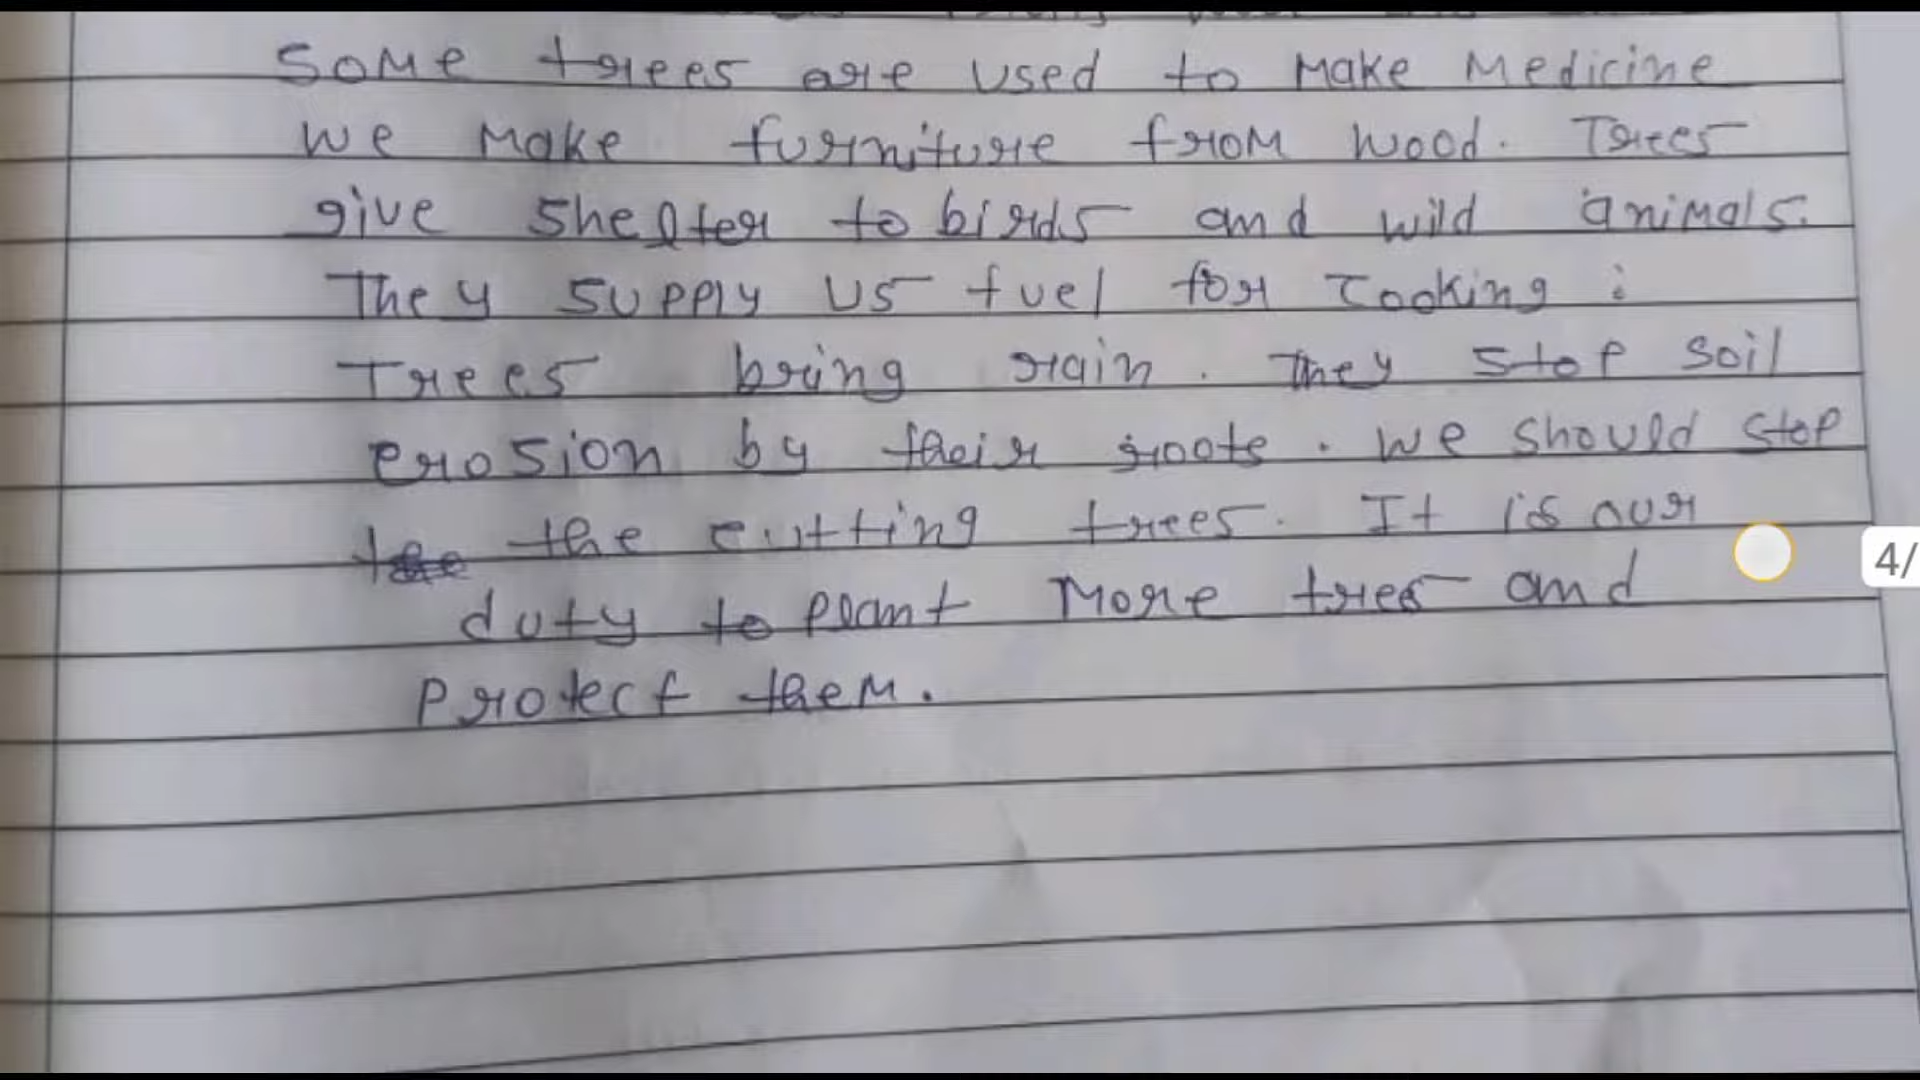 Some trees are used to make medicine
we make furniture from wood. Trees
give shelter to birds and wild animals.
They supply us fuel for cooking :
Trees bring rain. They stop soil
erosion by their roots. we should stop
the cutting trees. It is our
duty to plant more trees and
protect them.
4/